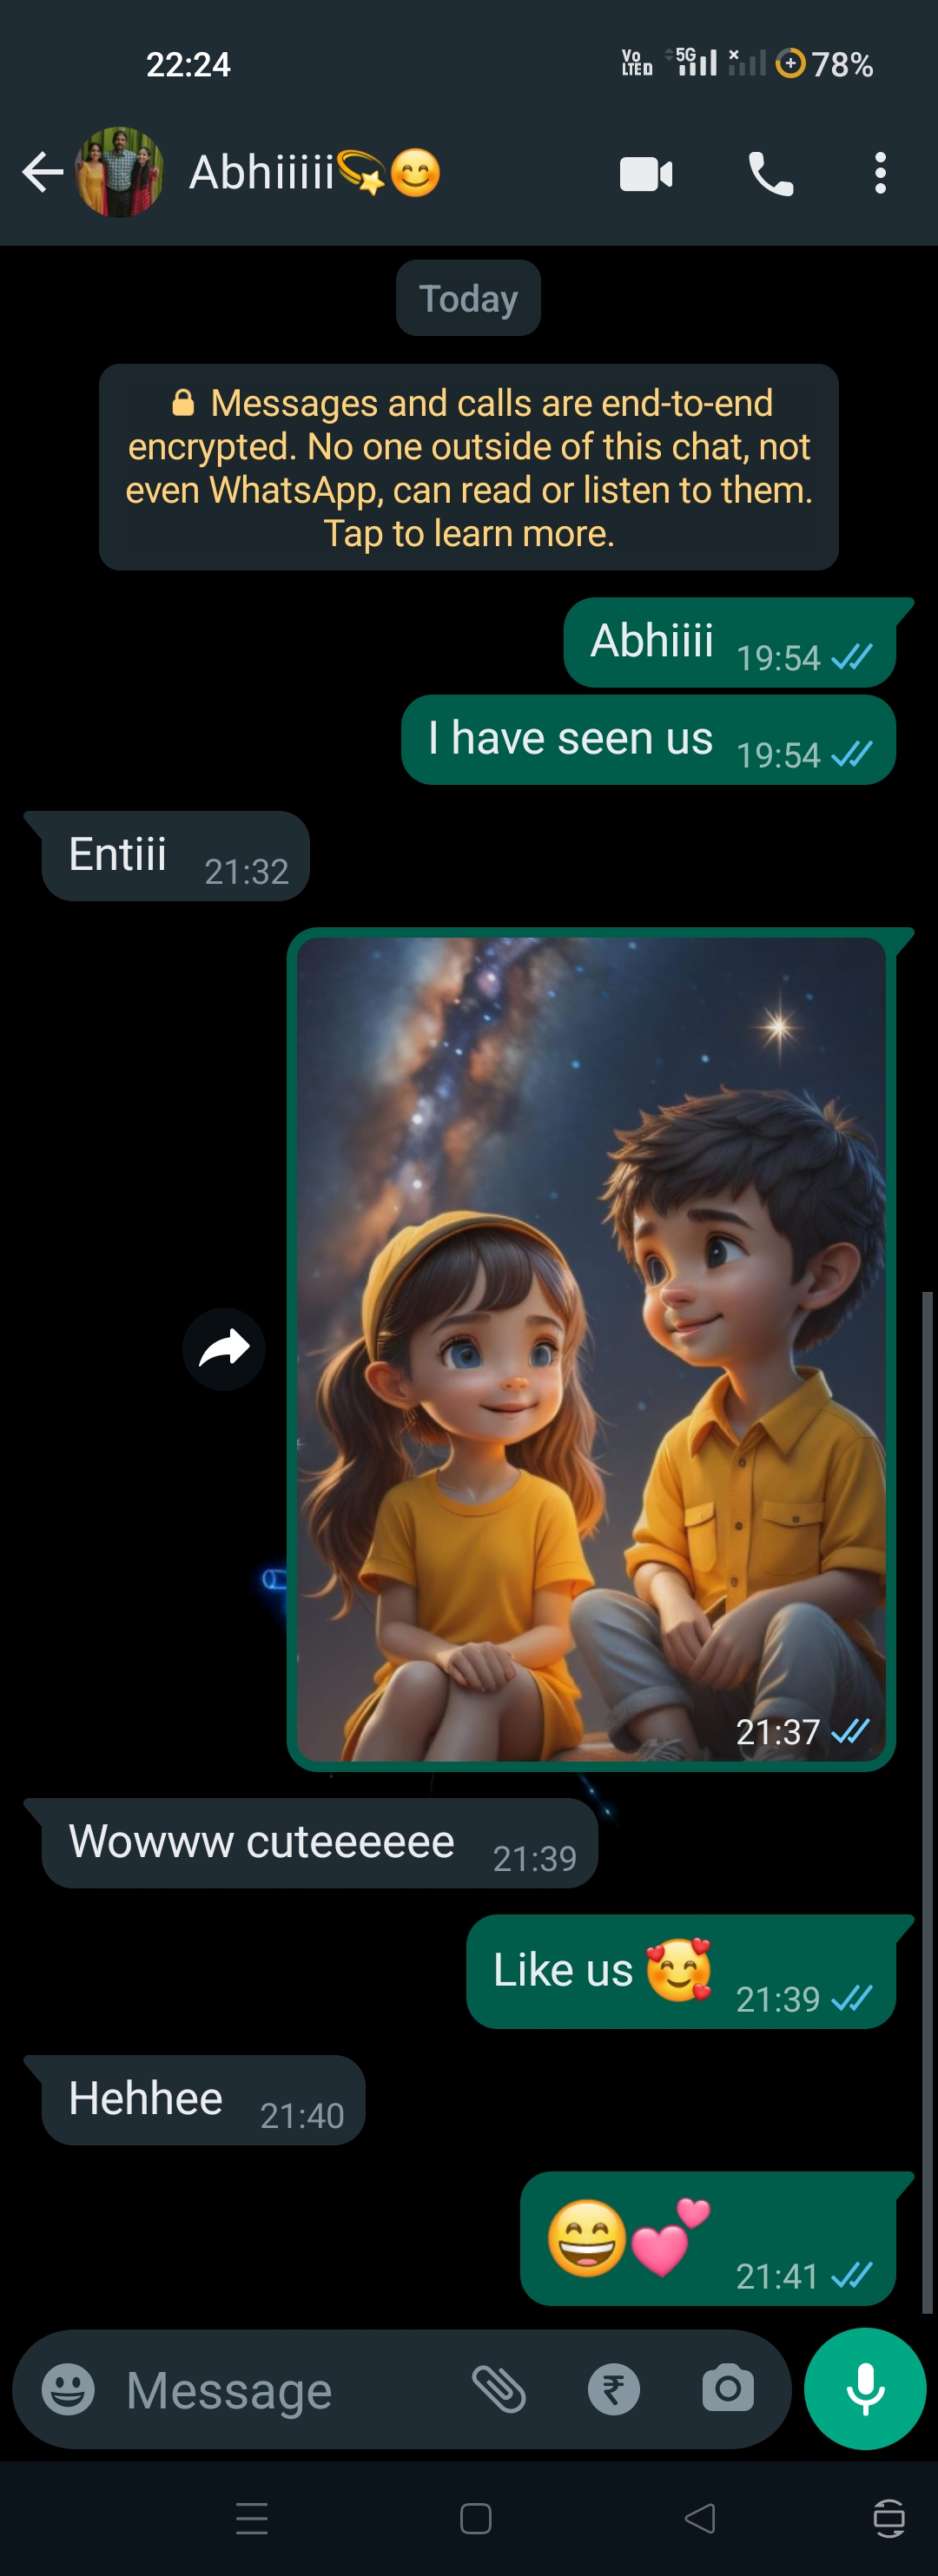 22:24 Vo LTED 5G 78%
Abhiiiii💫😊
Today
🔒 Messages and calls are end-to-end
encrypted. No one outside of this chat, not
even WhatsApp, can read or listen to them.
Tap to learn more.
Abhiiii 19:54
I have seen us 19:54
Entiii 21:32
21:37
Wowww cuteeeeee 21:39
Like us 🥰 21:39
Hehhee 21:40
😄💕 21:41
Message